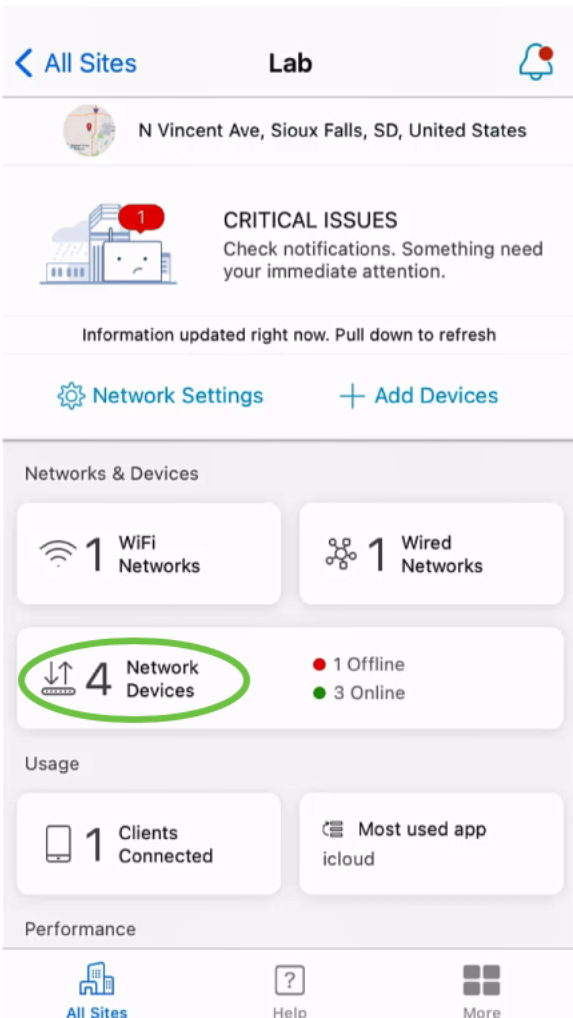 All Sites
Lab
N Vincent Ave, Sioux Falls, SD, United States
1
CRITICAL ISSUES
Check notifications. Something need
your immediate attention.
Information updated right now. Pull down to refresh
Network Settings
Add Devices
Networks & Devices
1 WiFi
Networks
1 Wired
Networks
4 Network
Devices
1 Offline
3 Online
Usage
1 Clients
Connected
Most used app
icloud
Performance
All Sites
Help
More